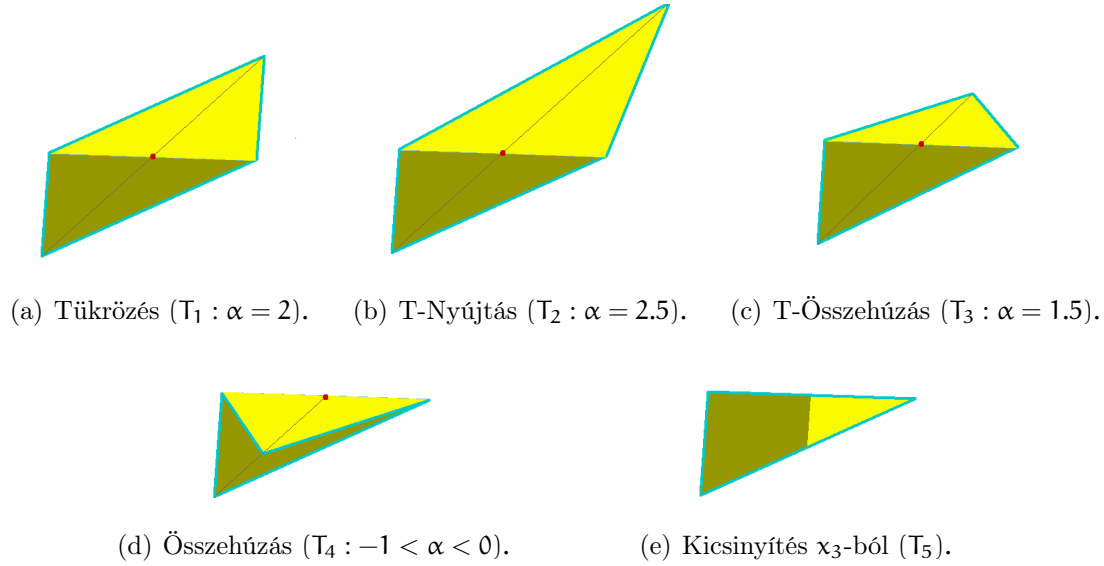 (a) Tükrözés (T₁ : α = 2). (b) T-Nyújtás (T₂ : α = 2.5). (c) T-Összehúzás (T₃ : α = 1.5).
(d) Összehúzás (T₄ : −1 < α < 0). (e) Kicsinyítés x₃-ból (T₅).